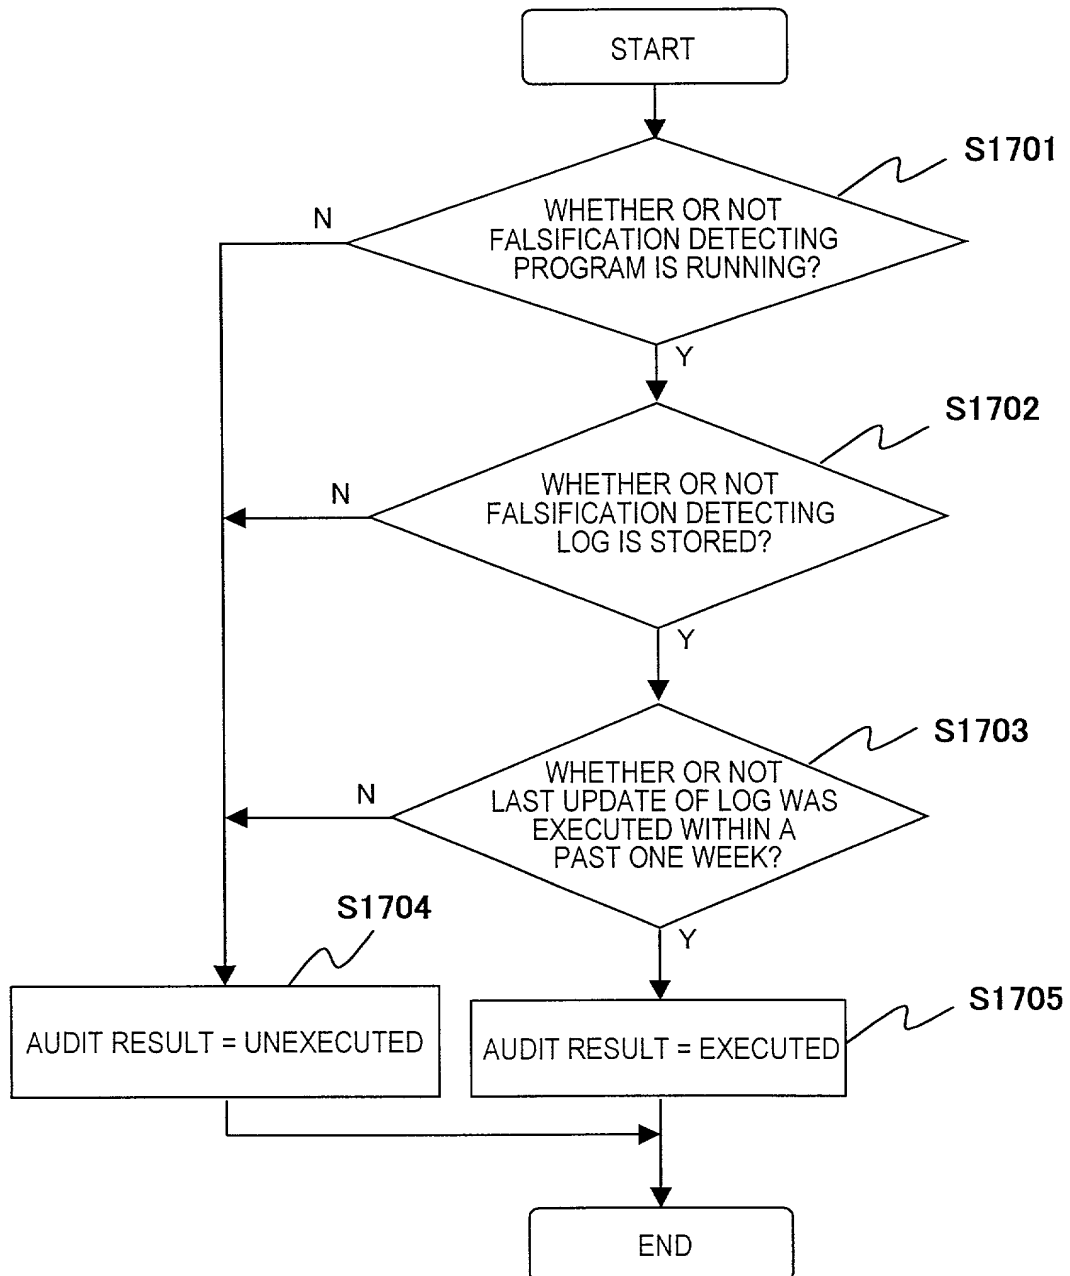 START
S1701
N
WHETHER OR NOT
FALSIFICATION DETECTING
PROGRAM IS RUNNING?
Y
S1702
N
WHETHER OR NOT
FALSIFICATION DETECTING
LOG IS STORED?
Y
S1703
N
WHETHER OR NOT
LAST UPDATE OF LOG WAS
EXECUTED WITHIN A
PAST ONE WEEK?
Y
S1704
AUDIT RESULT = UNEXECUTED
S1705
AUDIT RESULT = EXECUTED
END